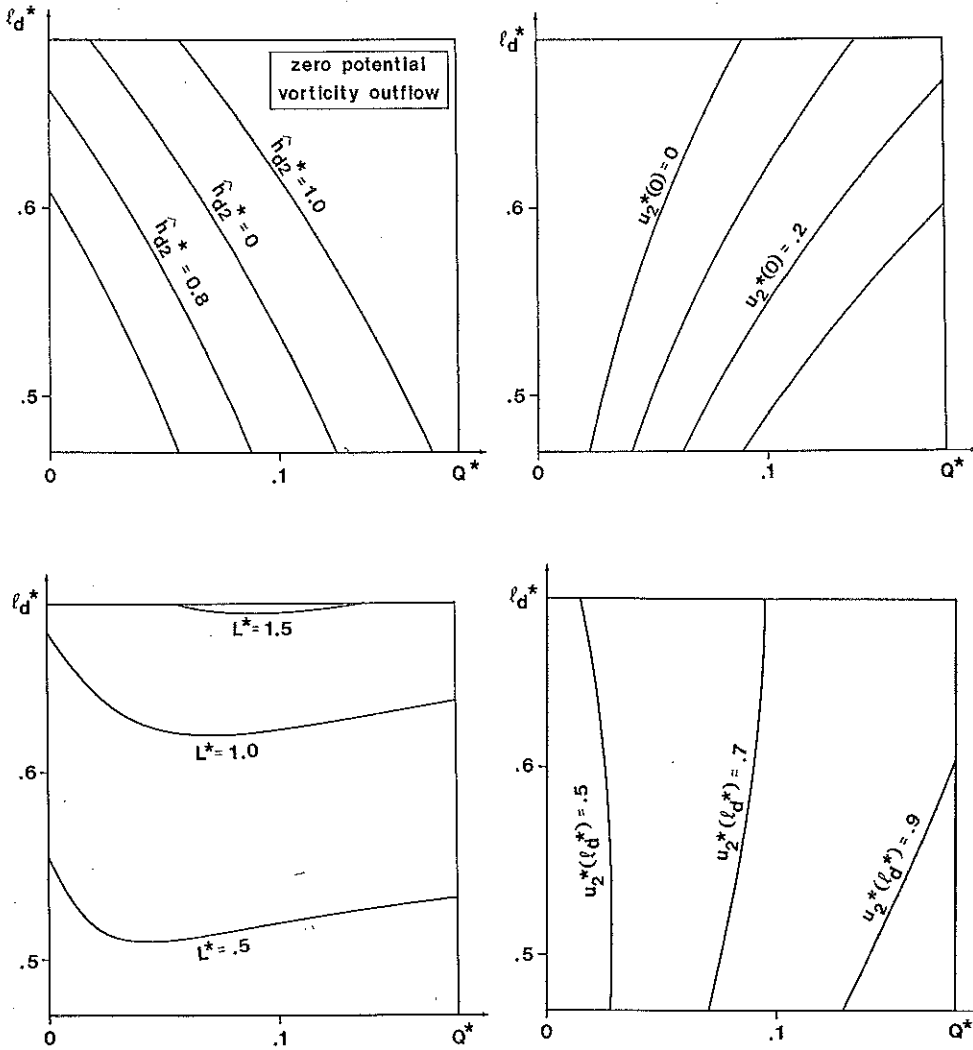 ℓd*
zero potential
vorticity outflow
ĥd2* = 1.0
ĥd2* = 0
ĥd2* = 0.8
.6
.5
0
.1
Q*
ℓd*
u2*(0) = 0
u2*(0) = .2
.6
.5
0
.1
Q*
ℓd*
L* = 1.5
L* = 1.0
.6
L* = .5
.5
0
.1
Q*
ℓd*
u2*(ℓd*) = .5
u2*(ℓd*) = .7
u2*(ℓd*) = .9
.6
.5
0
.1
Q*